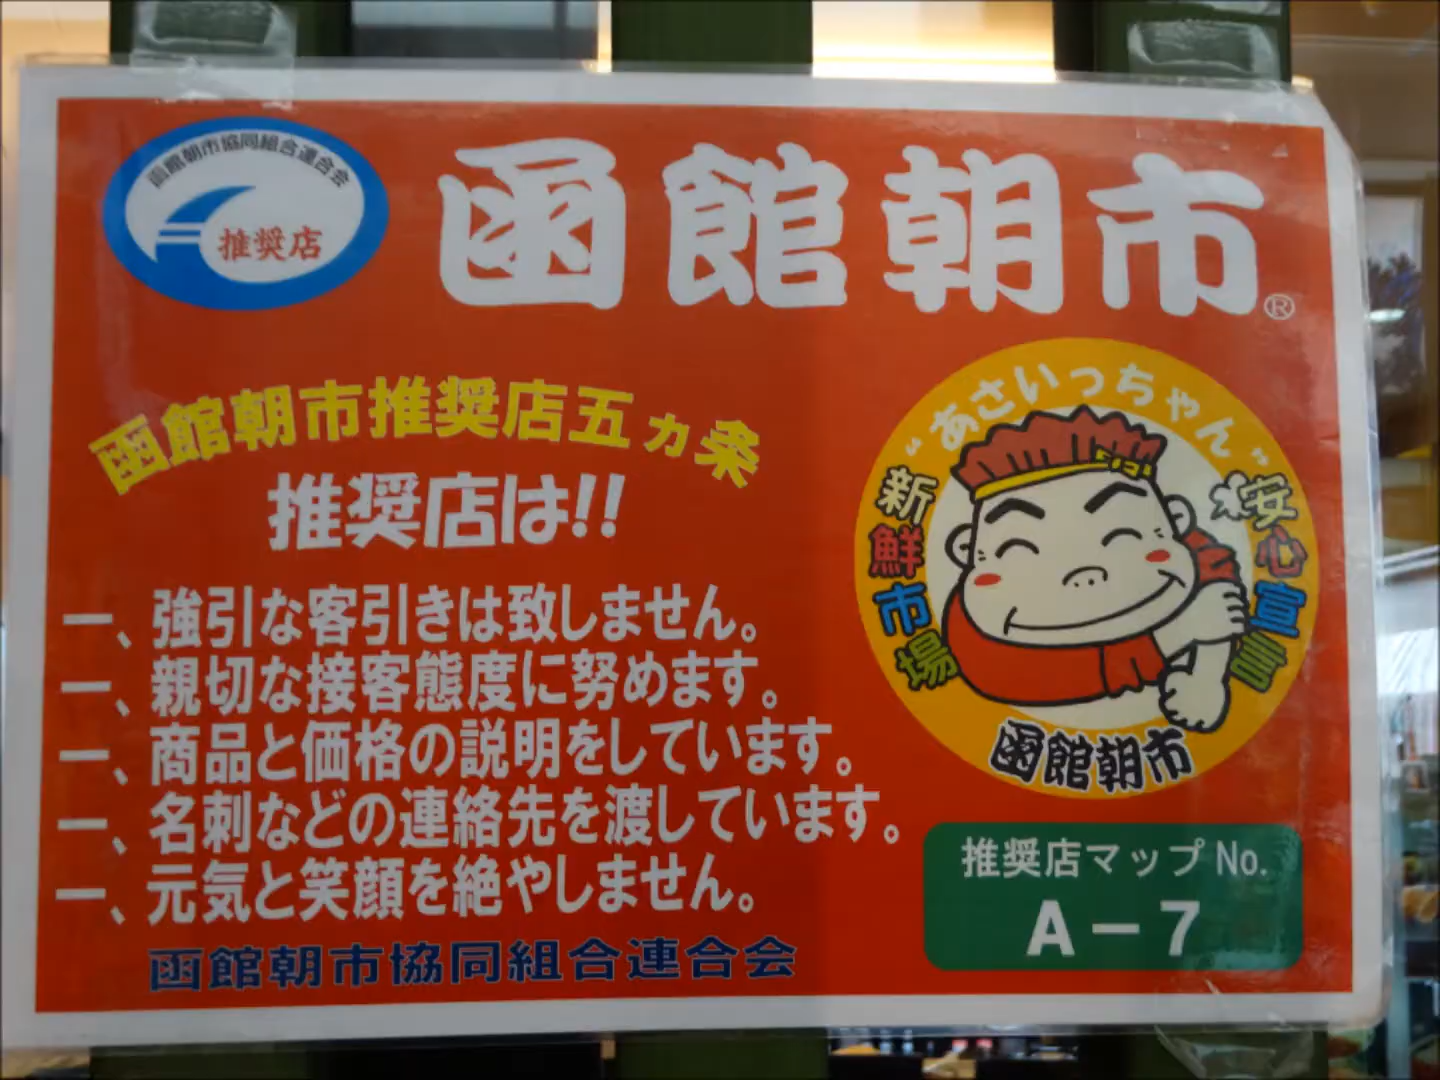 函館朝市協同組合連合会
推奨店
函館朝市®
函館朝市推奨店五ヵ条
推奨店は!!
一、強引な客引きは致しません。
一、親切な接客態度に努めます。
一、商品と価格の説明をしています。
一、名刺などの連絡先を渡しています。
一、元気と笑顔を絶やしません。
函館朝市協同組合連合会
“あさいっちゃん”
新鮮市場
安心宣言
函館朝市
推奨店マップ No.
A-7